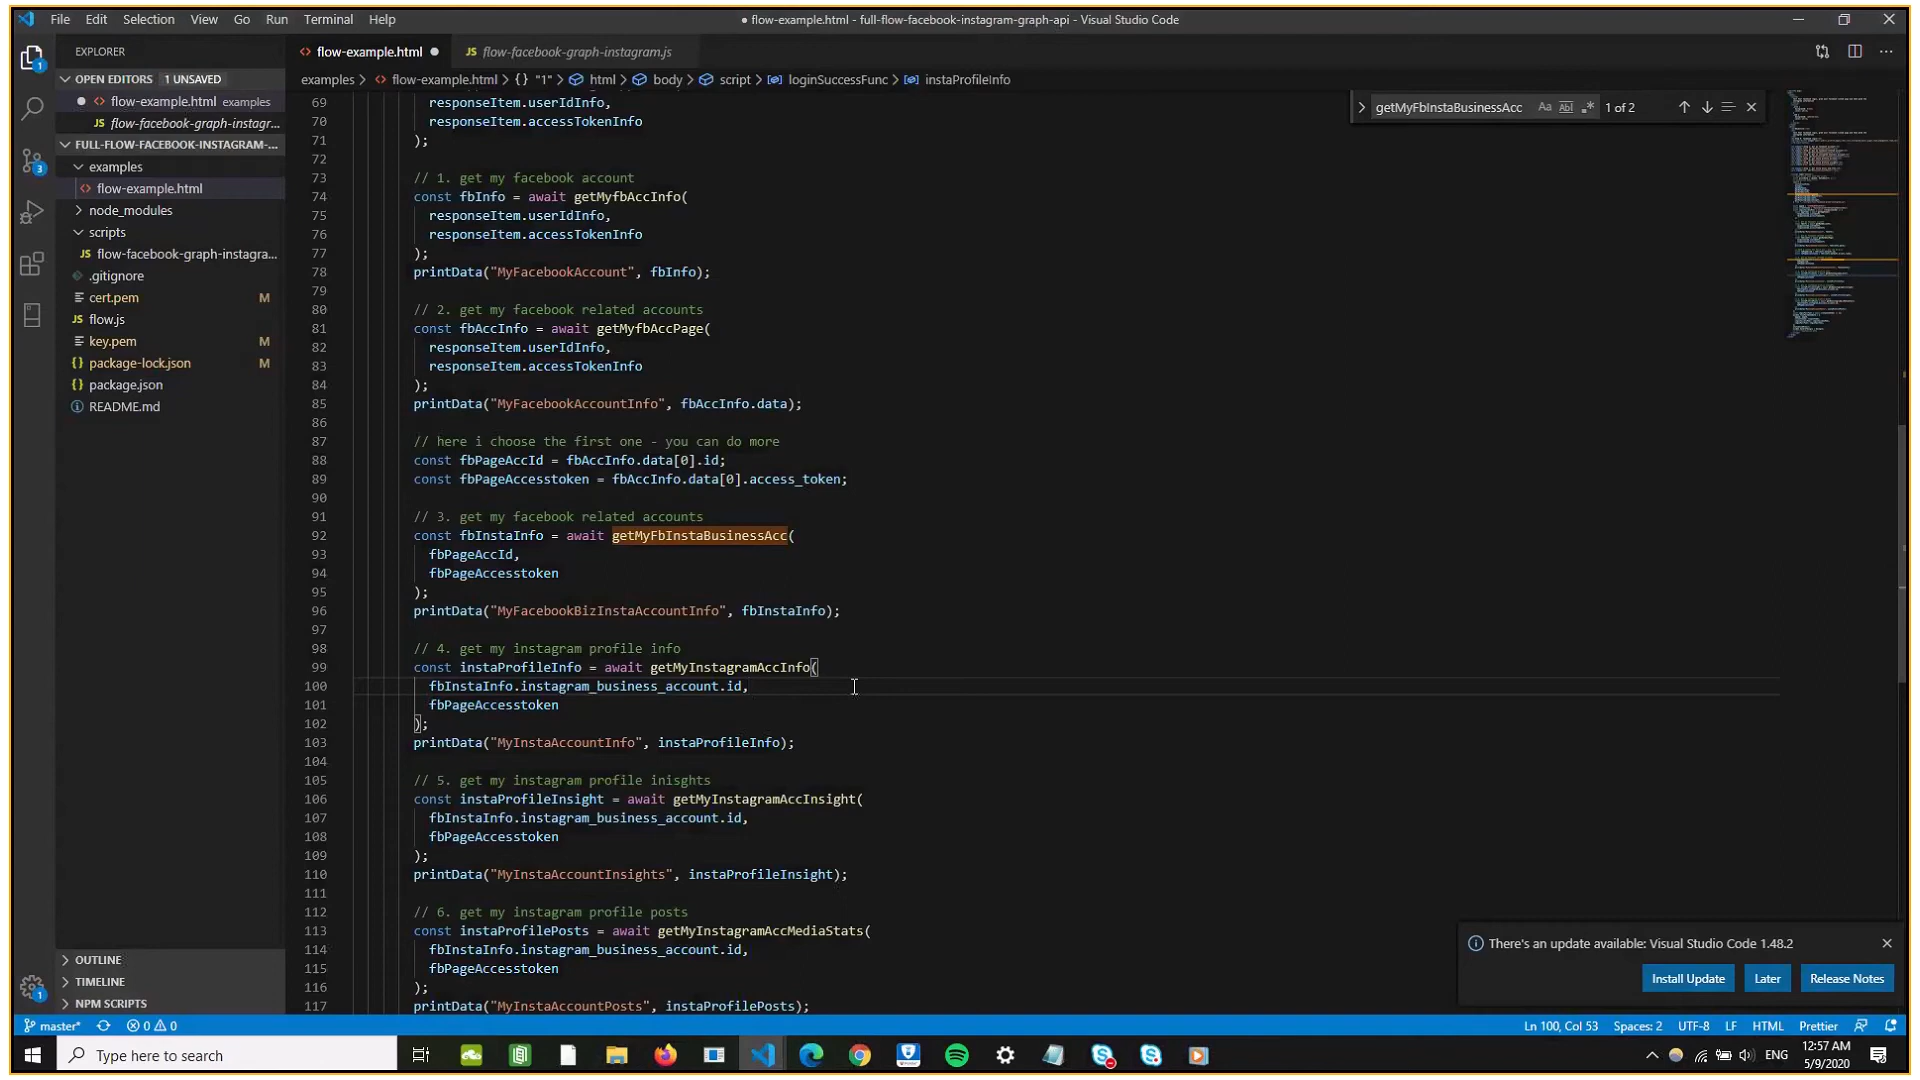 File Edit Selection View Go Run Terminal Help
● flow-example.html - full-flow-facebook-instagram-graph-api - Visual Studio Code
EXPLORER
OPEN EDITORS 1 UNSAVED
flow-example.html examples
JS flow-facebook-graph-instagr...
FULL-FLOW-FACEBOOK-INSTAGRAM-...
examples
flow-example.html
node_modules
scripts
JS flow-facebook-graph-instagra...
.gitignore
cert.pem M
JS flow.js
key.pem M
{} package-lock.json M
{} package.json
README.md
OUTLINE
TIMELINE
NPM SCRIPTS
flow-example.html ● JS flow-facebook-graph-instagram.js
examples > flow-example.html > {} "1" > html > body > script > loginSuccessFunc > instaProfileInfo
getMyFbInstaBusinessAcc Aa Abl .* 1 of 2
69 responseItem.userIdInfo,
70 responseItem.accessTokenInfo
71 );
72
73 // 1. get my facebook account
74 const fbInfo = await getMyfbAccInfo(
75 responseItem.userIdInfo,
76 responseItem.accessTokenInfo
77 );
78 printData("MyFacebookAccount", fbInfo);
79
80 // 2. get my facebook related accounts
81 const fbAccInfo = await getMyfbAccPage(
82 responseItem.userIdInfo,
83 responseItem.accessTokenInfo
84 );
85 printData("MyFacebookAccountInfo", fbAccInfo.data);
86
87 // here i choose the first one - you can do more
88 const fbPageAccId = fbAccInfo.data[0].id;
89 const fbPageAccesstoken = fbAccInfo.data[0].access_token;
90
91 // 3. get my facebook related accounts
92 const fbInstaInfo = await getMyFbInstaBusinessAcc(
93 fbPageAccId,
94 fbPageAccesstoken
95 );
96 printData("MyFacebookBizInstaAccountInfo", fbInstaInfo);
97
98 // 4. get my instagram profile info
99 const instaProfileInfo = await getMyInstagramAccInfo(
100 fbInstaInfo.instagram_business_account.id,
101 fbPageAccesstoken
102 );
103 printData("MyInstaAccountInfo", instaProfileInfo);
104
105 // 5. get my instagram profile inisghts
106 const instaProfileInsight = await getMyInstagramAccInsight(
107 fbInstaInfo.instagram_business_account.id,
108 fbPageAccesstoken
109 );
110 printData("MyInstaAccountInsights", instaProfileInsight);
111
112 // 6. get my instagram profile posts
113 const instaProfilePosts = await getMyInstagramAccMediaStats(
114 fbInstaInfo.instagram_business_account.id,
115 fbPageAccesstoken
116 );
117 printData("MyInstaAccountPosts", instaProfilePosts);
There's an update available: Visual Studio Code 1.48.2
Install Update Later Release Notes
master* 0 0 Ln 100, Col 53 Spaces: 2 UTF-8 LF HTML Prettier
Type here to search
ENG 12:57 AM
5/9/2020